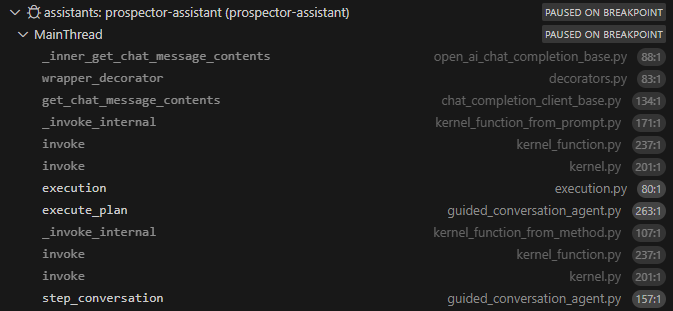 assistants: prospector-assistant (prospector-assistant) PAUSED ON BREAKPOINT
MainThread PAUSED ON BREAKPOINT
_inner_get_chat_message_contents open_ai_chat_completion_base.py 88:1
wrapper_decorator decorators.py 83:1
get_chat_message_contents chat_completion_client_base.py 134:1
_invoke_internal kernel_function_from_prompt.py 171:1
invoke kernel_function.py 237:1
invoke kernel.py 201:1
execution execution.py 80:1
execute_plan guided_conversation_agent.py 263:1
_invoke_internal kernel_function_from_method.py 107:1
invoke kernel_function.py 237:1
invoke kernel.py 201:1
step_conversation guided_conversation_agent.py 157:1